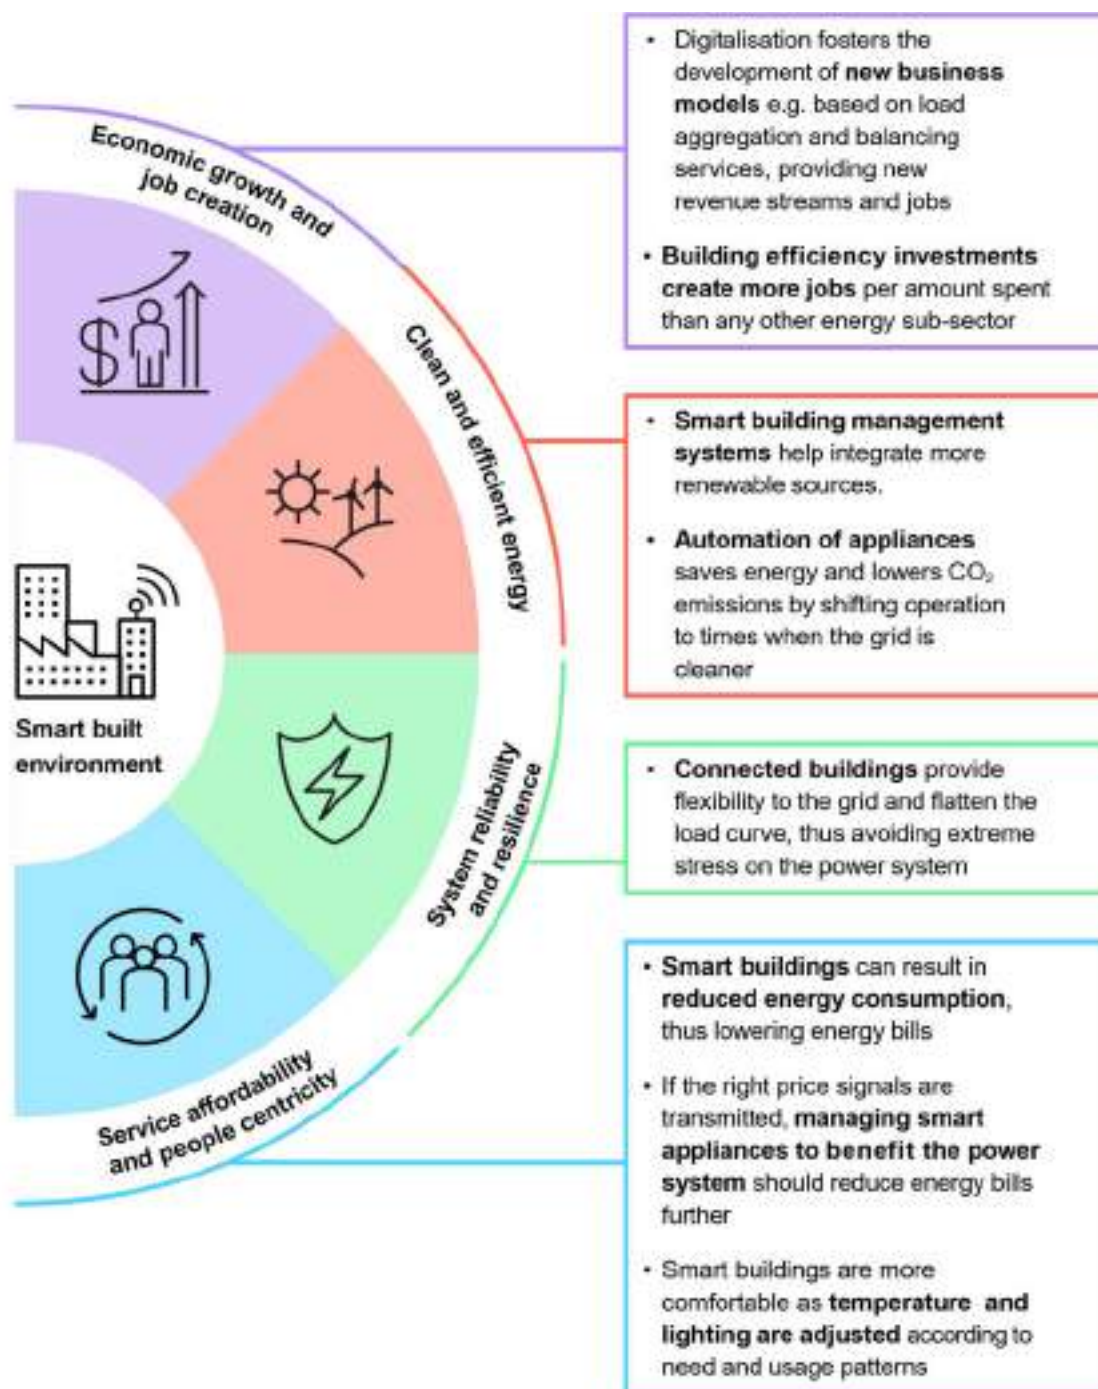 Economic growth and
job creation
• Digitalisation fosters the
development of new business
models e.g. based on load
aggregation and balancing
services, providing new
revenue streams and jobs
• Building efficiency investments
create more jobs per amount spent
than any other energy sub-sector
Clean and efficient energy
• Smart building management
systems help integrate more
renewable sources.
• Automation of appliances
saves energy and lowers CO₂
emissions by shifting operation
to times when the grid is
cleaner
Smart built
environment
System reliability
and resilience
• Connected buildings provide
flexibility to the grid and flatten the
load curve, thus avoiding extreme
stress on the power system
Service affordability
and people centricity
• Smart buildings can result in
reduced energy consumption,
thus lowering energy bills
• If the right price signals are
transmitted, managing smart
appliances to benefit the power
system should reduce energy bills
further
• Smart buildings are more
comfortable as temperature and
lighting are adjusted according to
need and usage patterns